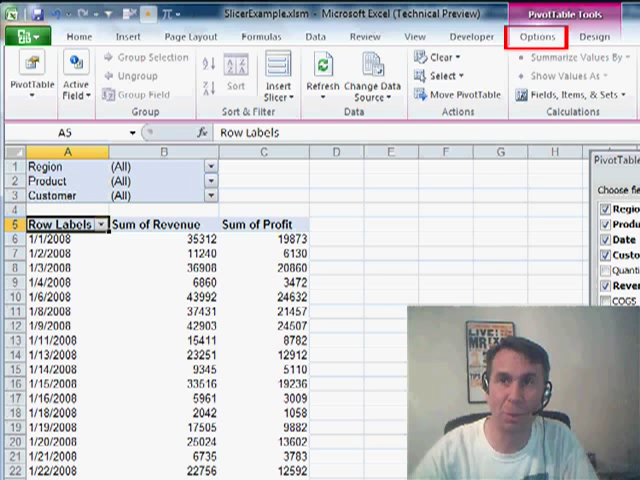 SlicerExample.xlsm - Microsoft Excel (Technical Preview)
PivotTable Tools
Home Insert Page Layout Formulas Data Review View Developer Add-Ins Options Design
PivotTable
Active Field
Group Selection
Ungroup
Group Field
Group
Sort
Insert Slicer
Sort & Filter
Refresh
Change Data Source
Data
Clear
Select
Move PivotTable
Actions
Summarize Values By
Show Values As
Fields, Items, & Sets
Calculations
A5 fx Row Labels
A B C D E F G H
1 Region (All)
2 Product (All)
3 Customer (All)
4
5 Row Labels Sum of Revenue Sum of Profit
6 1/1/2008 35312 19873
7 1/2/2008 11240 6130
8 1/3/2008 36908 20860
9 1/4/2008 6860 3472
10 1/6/2008 43992 24632
11 1/8/2008 37431 21457
12 1/9/2008 42903 24507
13 1/11/2008 15411 8782
14 1/13/2008 23251 12912
15 1/14/2008 9345 5110
16 1/15/2008 33516 19236
17 1/16/2008 5961 3009
18 1/18/2008 2042 1058
19 1/19/2008 17505 9882
20 1/20/2008 25024 13602
21 1/21/2008 6735 3783
22 1/22/2008 22756 12592
PivotTable
Choose fie
Regio
Produ
Date
Custo
Quanti
Reven
COGS
LIVE!